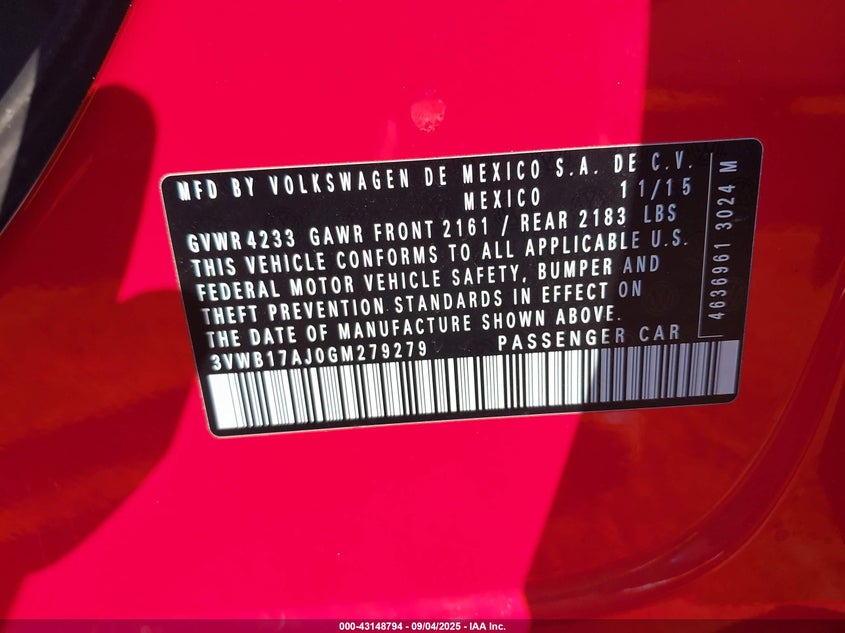 MFD BY VOLKSWAGEN DE MEXICO S.A. DE C.V.
MEXICO 11/15
GVWR 4233 GAWR FRONT 2161 / REAR 2183 LBS
THIS VEHICLE CONFORMS TO ALL APPLICABLE U.S.
FEDERAL MOTOR VEHICLE SAFETY, BUMPER AND
THEFT PREVENTION STANDARDS IN EFFECT ON
THE DATE OF MANUFACTURE SHOWN ABOVE.
3VWB17AJ0GM279279 PASSENGER CAR
4636961 3024 M
000-43148794 - 09/04/2025 - IAA Inc.